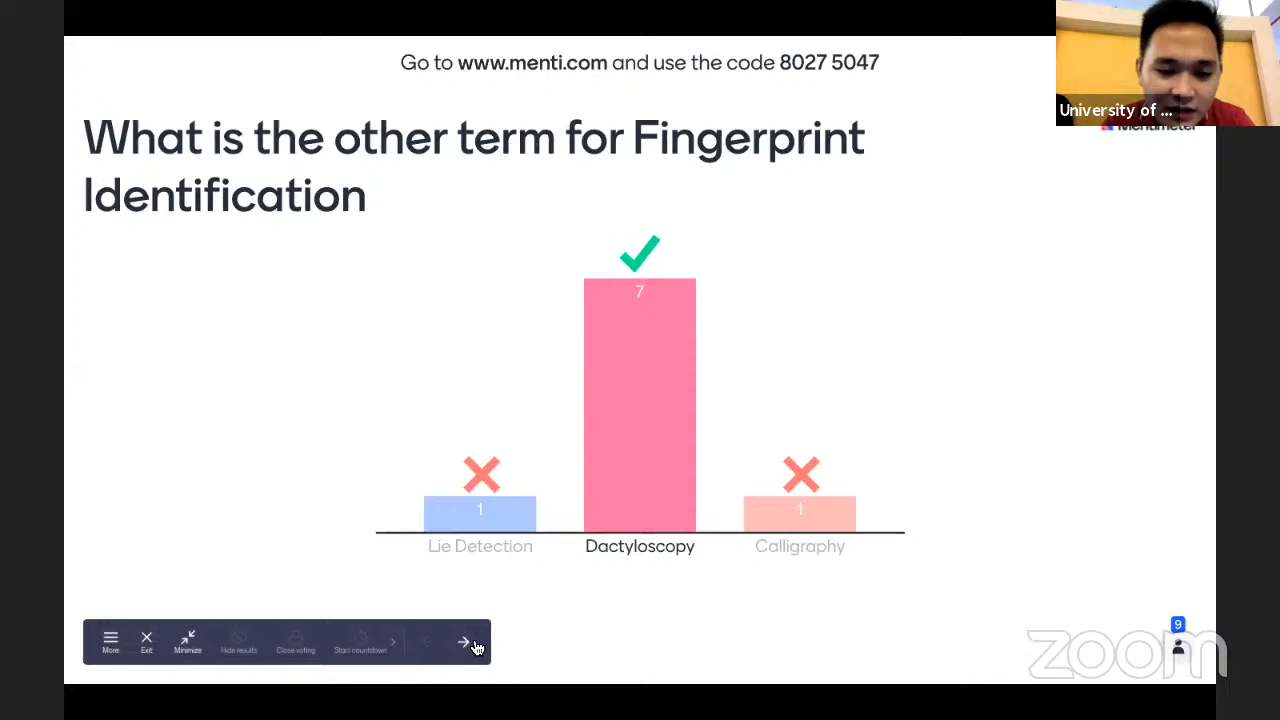 Go to www.menti.com and use the code 8027 5047
University of ...
Mentimeter
What is the other term for Fingerprint
Identification
7
1
1
Lie Detection
Dactyloscopy
Calligraphy
More
Exit
Minimize
Hide results
Close voting
Start countdown
9
zoom